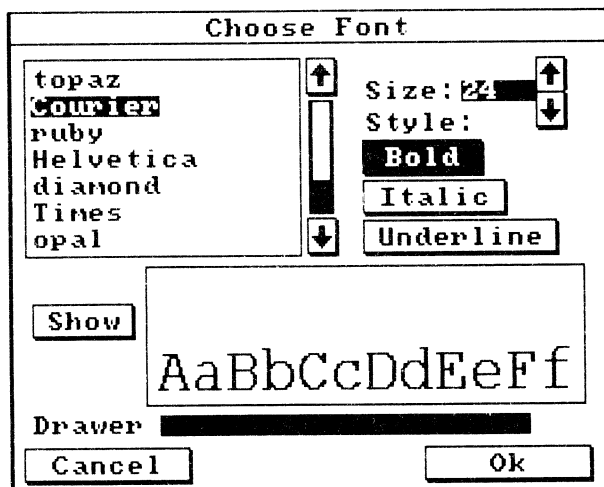 Choose Font
topaz
Courier
ruby
Helvetica
diamond
Times
opal
Size: 24
Style:
Bold
Italic
Underline
Show
AaBbCcDdEeFf
Drawer
Cancel
Ok